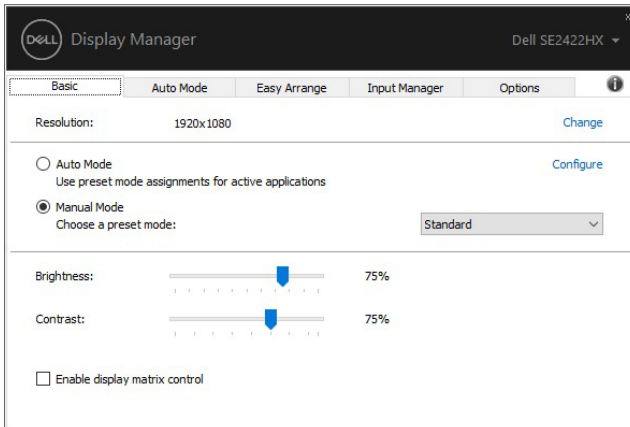 DELL Display Manager
Dell SE2422HX
Basic Auto Mode Easy Arrange Input Manager Options
Resolution: 1920x1080 Change
Auto Mode Configure
Use preset mode assignments for active applications
Manual Mode
Choose a preset mode: Standard
Brightness: 75%
Contrast: 75%
Enable display matrix control